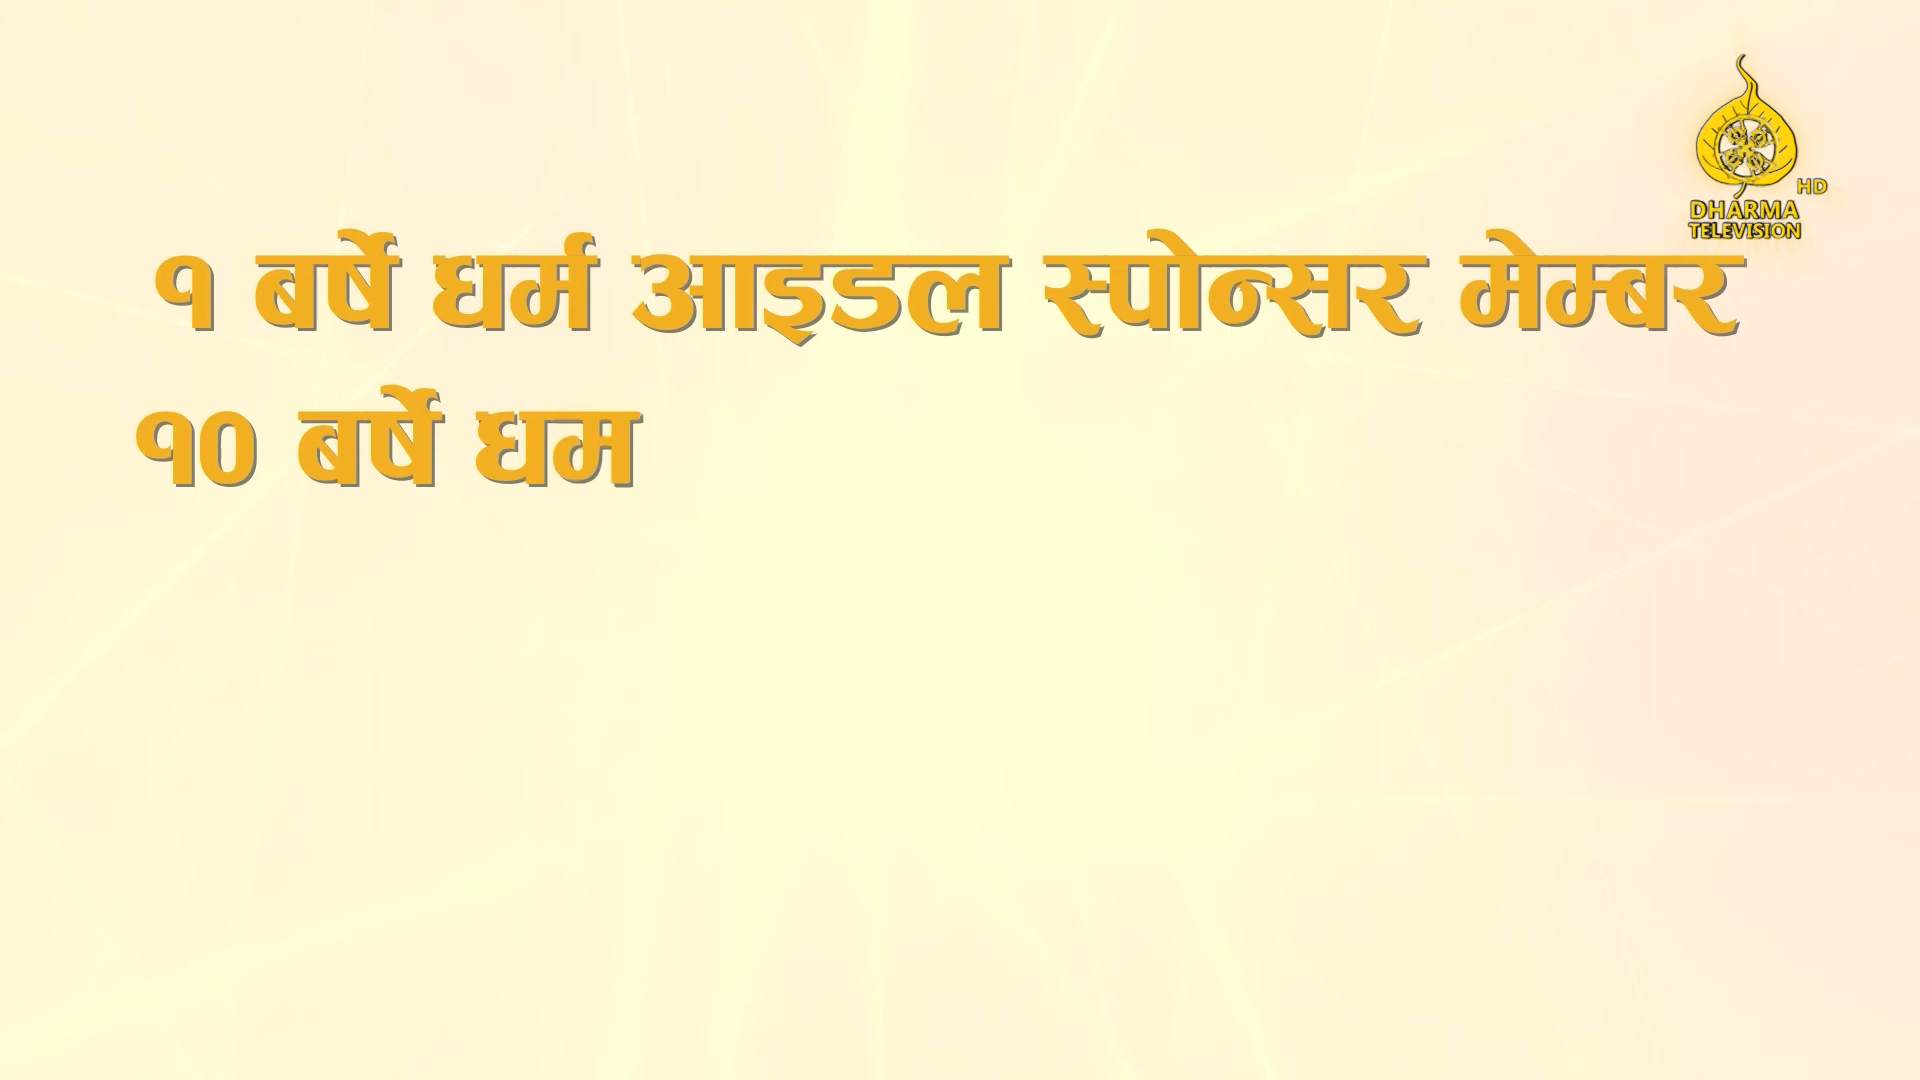 १ बर्षे धर्म आइडल स्पोन्सर मेम्बर
१० बर्षे धम
HD
DHARMA
TELEVISION